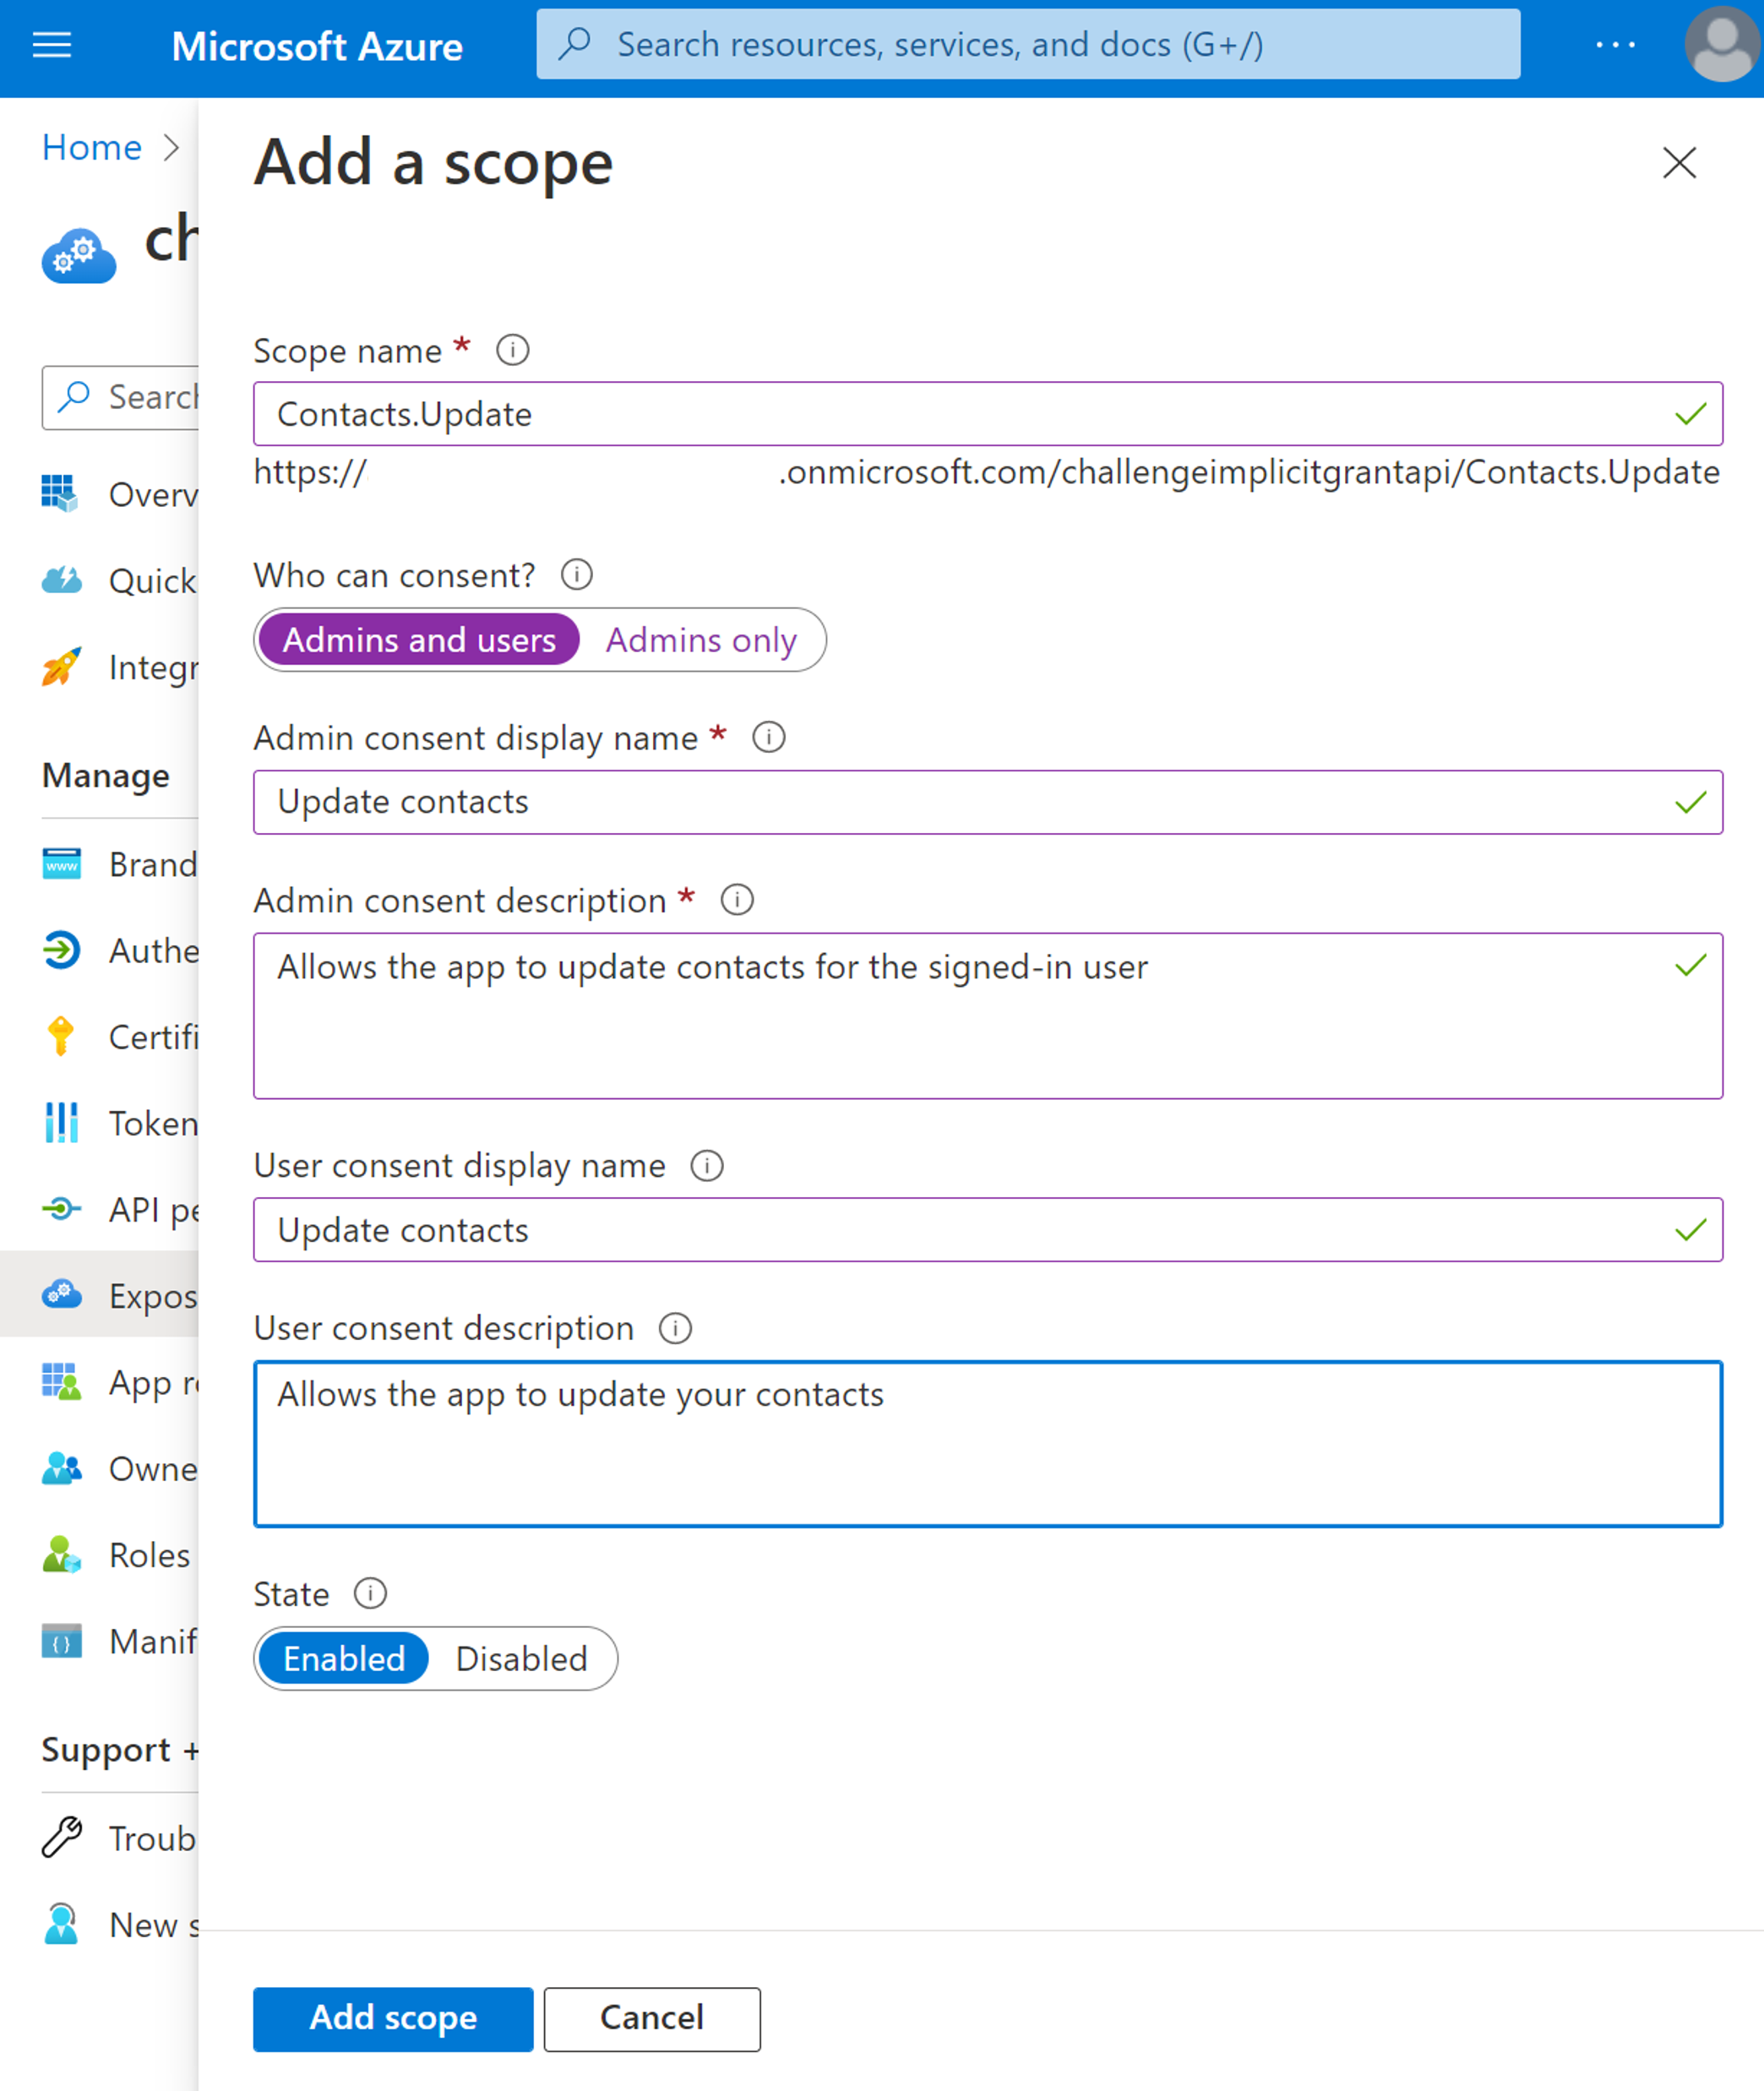 Microsoft Azure
Search resources, services, and docs (G+/)
Home
Add a scope
Scope name *
Contacts.Update
https:// .onmicrosoft.com/challengeimplicitgrantapi/Contacts.Update
Who can consent?
Admins and users Admins only
Admin consent display name *
Update contacts
Admin consent description *
Allows the app to update contacts for the signed-in user
User consent display name
Update contacts
User consent description
Allows the app to update your contacts
State
Enabled Disabled
Add scope Cancel
ch
Search
Overv
Quick
Integr
Manage
Brand
Authe
Certifi
Token
API pe
Expos
App re
Owne
Roles
Manif
Support +
Troub
New s